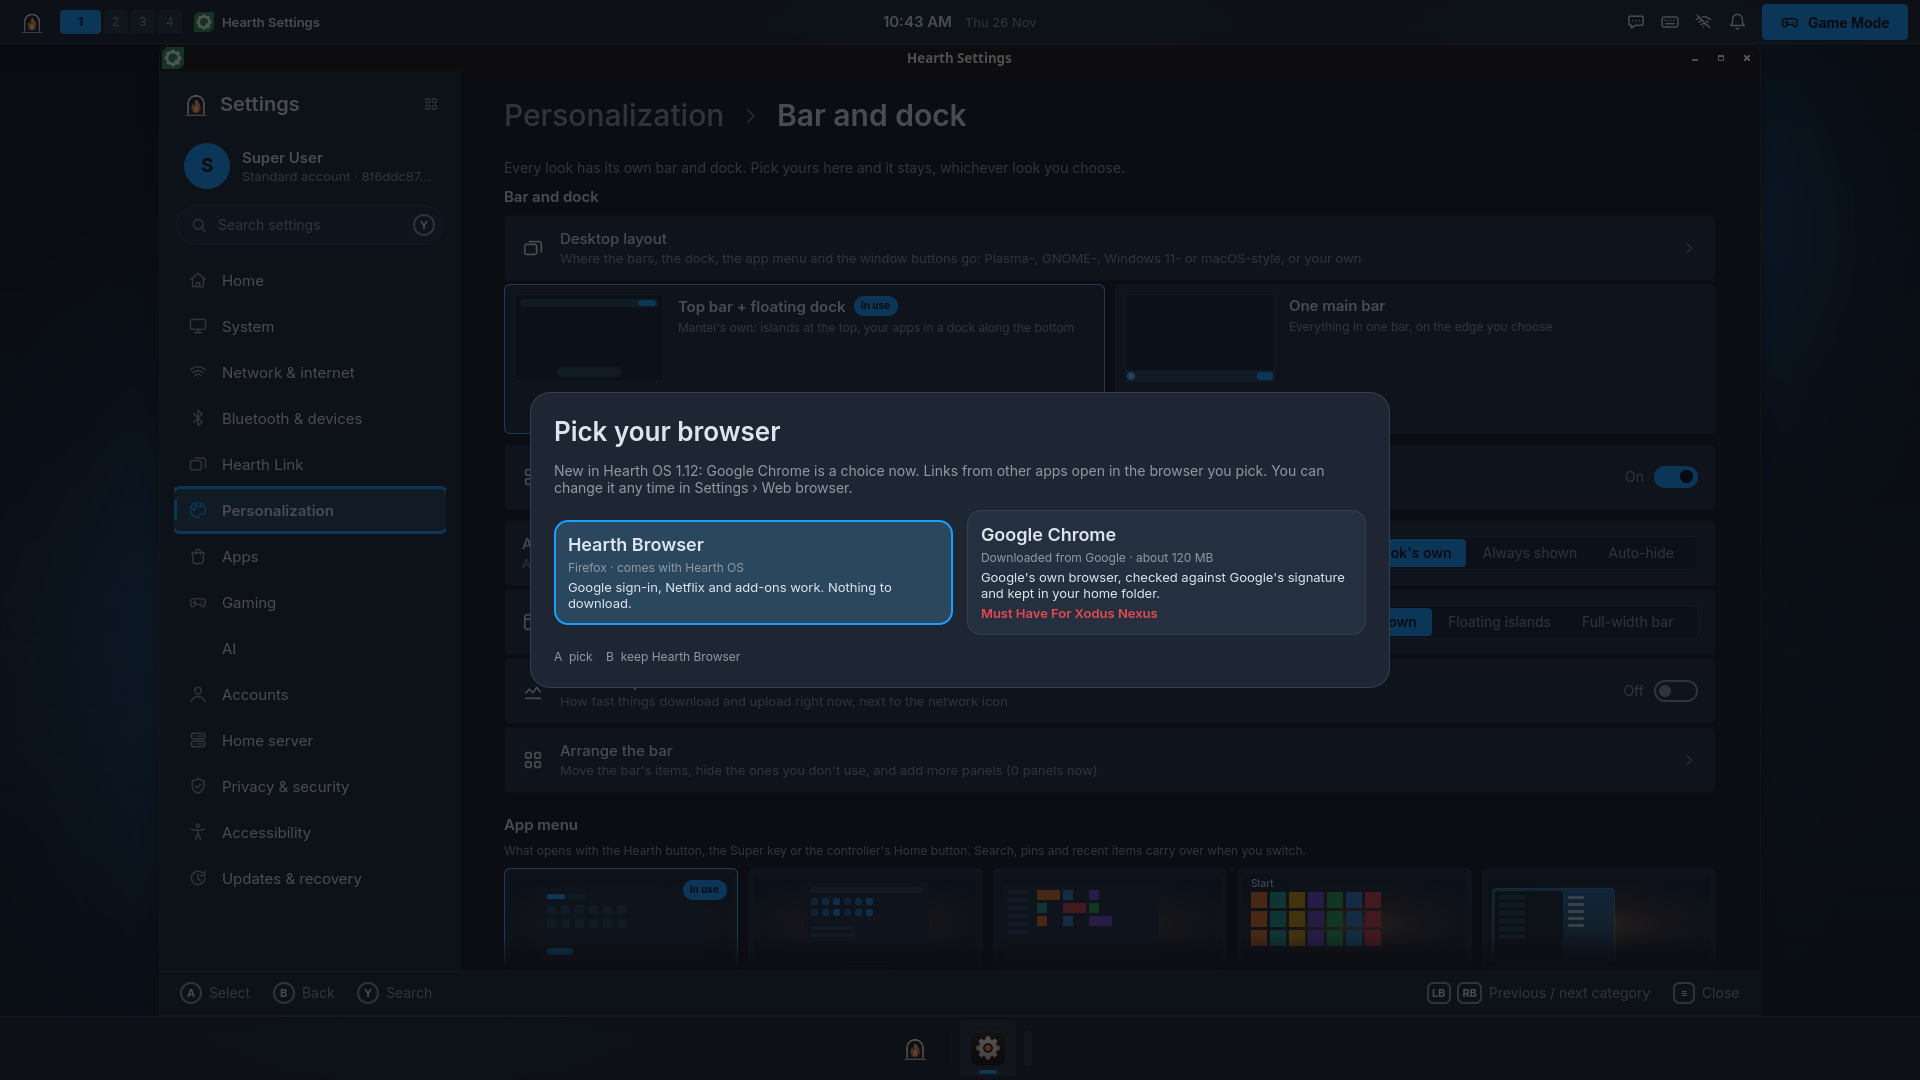 1 2 3 4 Hearth Settings
10:43 AM Thu 26 Nov
Game Mode
Hearth Settings
Settings
S
Super User
Standard account · 8f6ddc87...
Search settings Y
Home
System
Network & internet
Bluetooth & devices
Hearth Link
Personalization
Apps
Gaming
AI
Accounts
Home server
Privacy & security
Accessibility
Updates & recovery
Personalization › Bar and dock
Every look has its own bar and dock. Pick yours here and it stays, whichever look you choose.
Bar and dock
Desktop layout
Where the bars, the dock, the app menu and the window buttons go: Plasma-, GNOME-, Windows 11- or macOS-style, or your own
Top bar + floating dock In use
Mantel's own: islands at the top, your apps in a dock along the bottom
One main bar
Everything in one bar, on the edge you choose
On
Pick your browser
New in Hearth OS 1.12: Google Chrome is a choice now. Links from other apps open in the browser you pick. You can
change it any time in Settings › Web browser.
Hearth Browser
Firefox · comes with Hearth OS
Google sign-in, Netflix and add-ons work. Nothing to
download.
Google Chrome
Downloaded from Google · about 120 MB
Google's own browser, checked against Google's signature
and kept in your home folder.
Must Have For Xodus Nexus
A pick B keep Hearth Browser
ok's own Always shown Auto-hide
own Floating islands Full-width bar
How fast things download and upload right now, next to the network icon
Off
Arrange the bar
Move the bar's items, hide the ones you don't use, and add more panels (0 panels now)
App menu
What opens with the Hearth button, the Super key or the controller's Home button. Search, pins and recent items carry over when you switch.
In use
Start
A Select B Back Y Search
LB RB Previous / next category ≡ Close